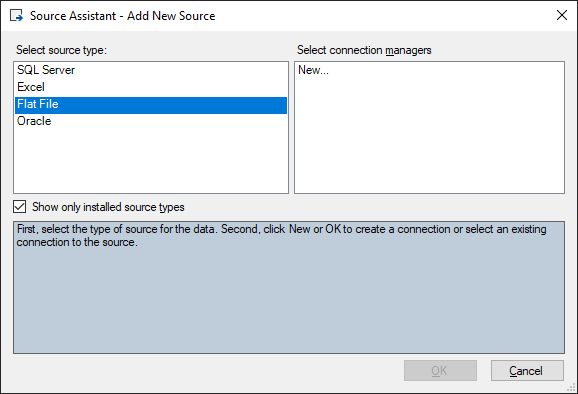 Source Assistant - Add New Source
Select source type:
Select connection managers
SQL Server
Excel
Flat File
Oracle
New...
Show only installed source types
First, select the type of source for the data. Second, click New or OK to create a connection or select an existing
connection to the source.
OK
Cancel